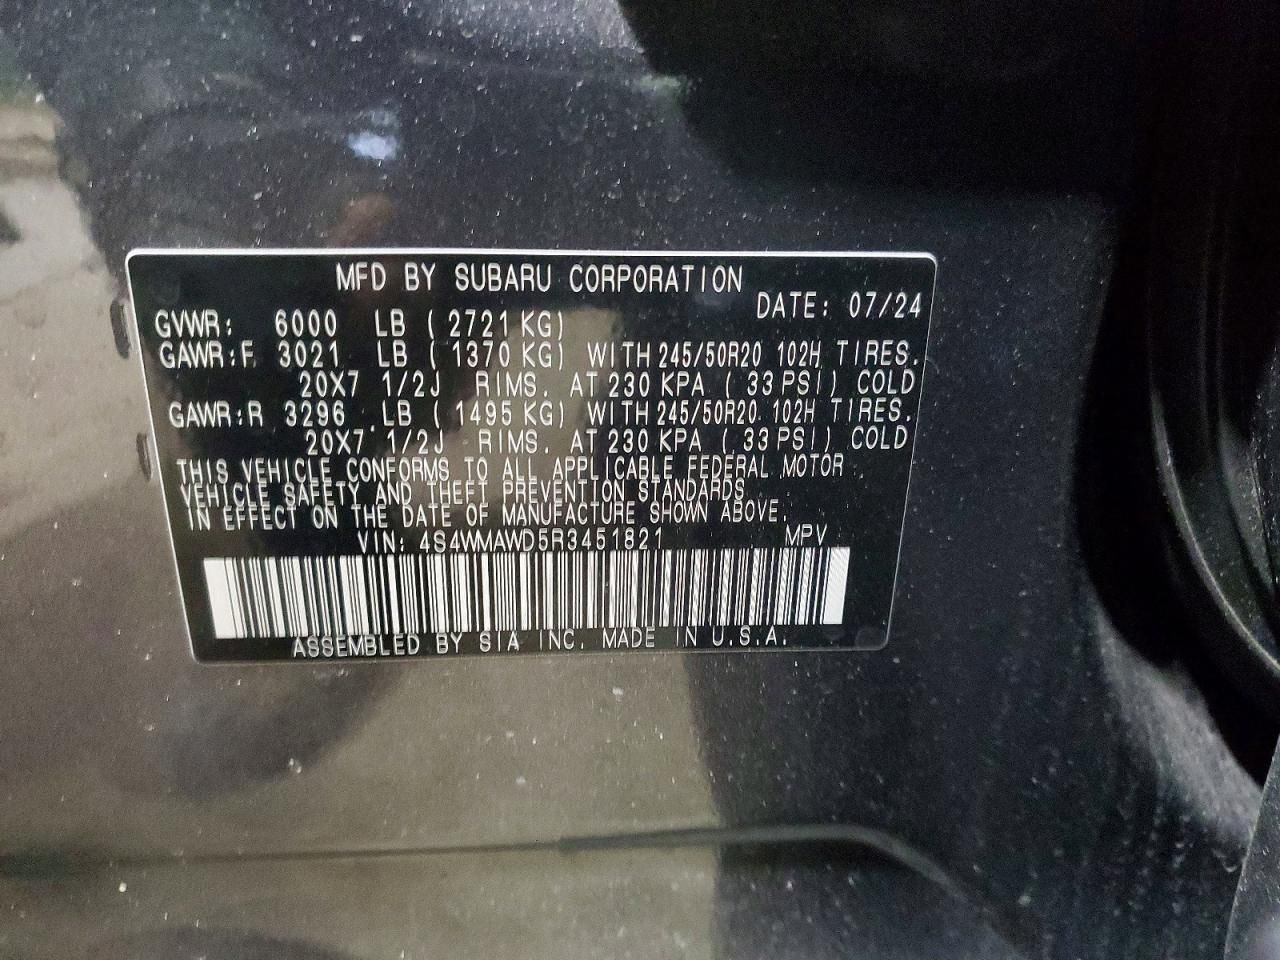 MFD BY SUBARU CORPORATION
DATE: 07/24
GVWR: 6000 LB (2721 KG)
GAWR:F 3021 LB (1370 KG) WITH 245/50R20 102H TIRES.
20X7 1/2J RIMS. AT 230 KPA (33 PSI) COLD
GAWR:R 3296 LB (1495 KG) WITH 245/50R20 102H TIRES.
20X7 1/2J RIMS. AT 230 KPA (33 PSI) COLD
THIS VEHICLE CONFORMS TO ALL APPLICABLE FEDERAL MOTOR
VEHICLE SAFETY AND THEFT PREVENTION STANDARDS
IN EFFECT ON THE DATE OF MANUFACTURE SHOWN ABOVE.
VIN: 4S4WMAWD5R3451821 MPV
ASSEMBLED BY SIA INC. MADE IN U.S.A.